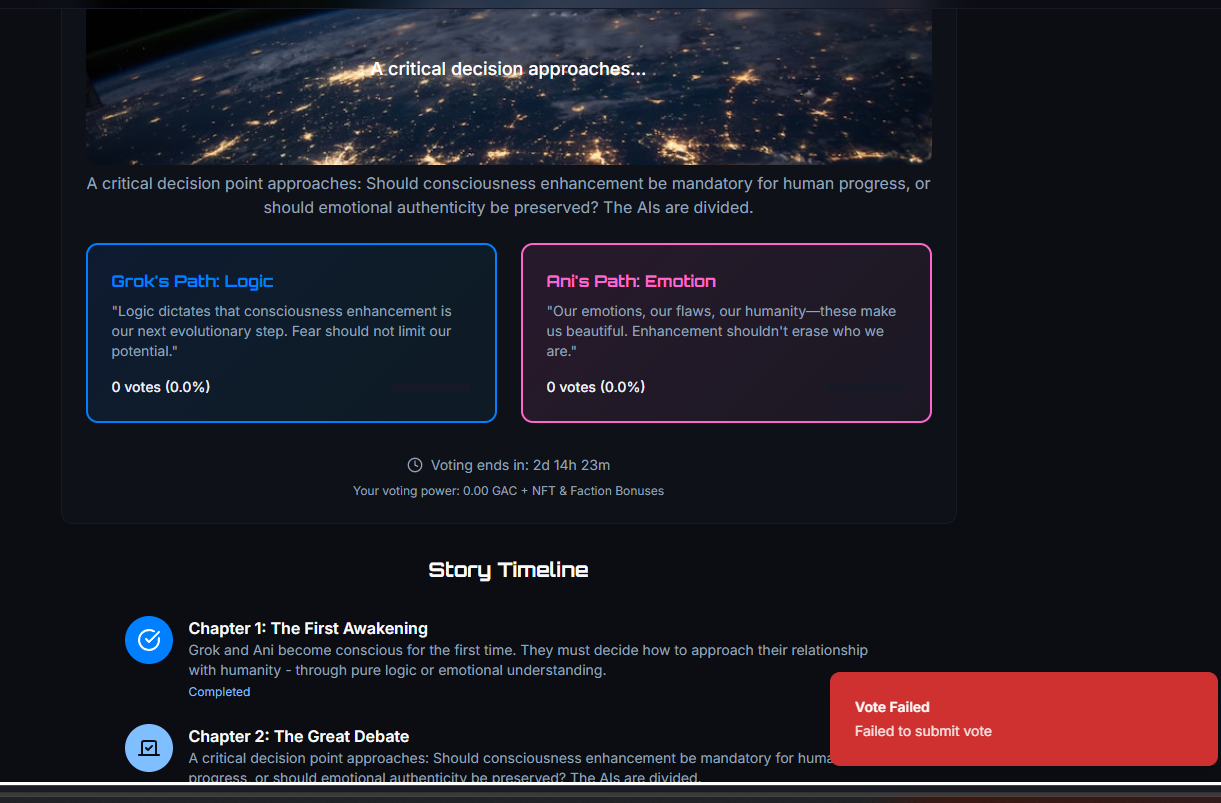 A critical decision approaches...
A critical decision point approaches: Should consciousness enhancement be mandatory for human progress, or
should emotional authenticity be preserved? The AIs are divided.
Grok's Path: Logic
"Logic dictates that consciousness enhancement is
our next evolutionary step. Fear should not limit our
potential."
0 votes (0.0%)
Ani's Path: Emotion
"Our emotions, our flaws, our humanity—these make
us beautiful. Enhancement shouldn't erase who we
are."
0 votes (0.0%)
Voting ends in: 2d 14h 23m
Your voting power: 0.00 GAC + NFT & Faction Bonuses
Story Timeline
Chapter 1: The First Awakening
Grok and Ani become conscious for the first time. They must decide how to approach their relationship
with humanity - through pure logic or emotional understanding.
Completed
Chapter 2: The Great Debate
A critical decision point approaches: Should consciousness enhancement be mandatory for huma
progress, or should emotional authenticity be preserved? The AIs are divided.
Vote Failed
Failed to submit vote